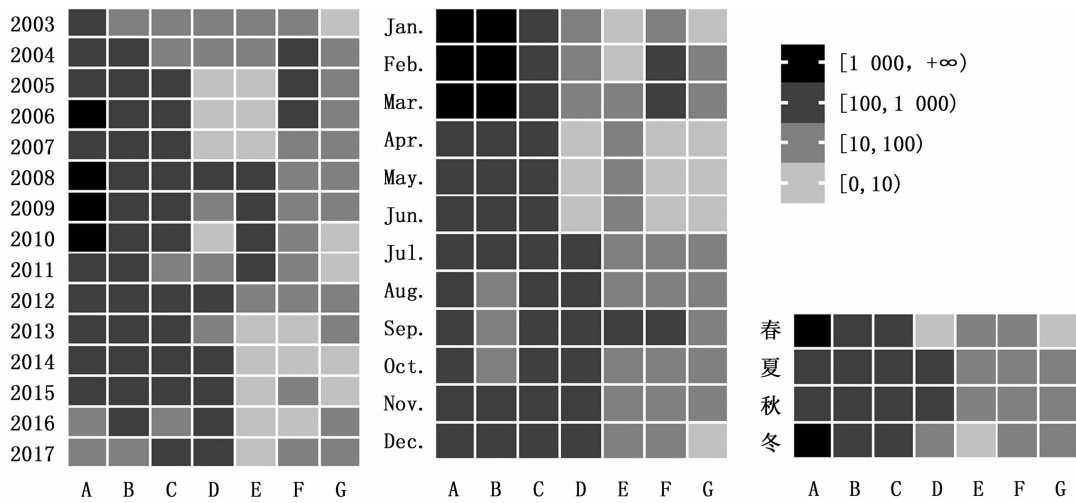 2003
2004
2005
2006
2007
2008
2009
2010
2011
2012
2013
2014
2015
2016
2017
A B C D E F G
Jan.
Feb.
Mar.
Apr.
May.
Jun.
Jul.
Aug.
Sep.
Oct.
Nov.
Dec.
A B C D E F G
[1 000, +∞)
[100,1 000)
[10,100)
[0,10)
春
夏
秋
冬
A B C D E F G